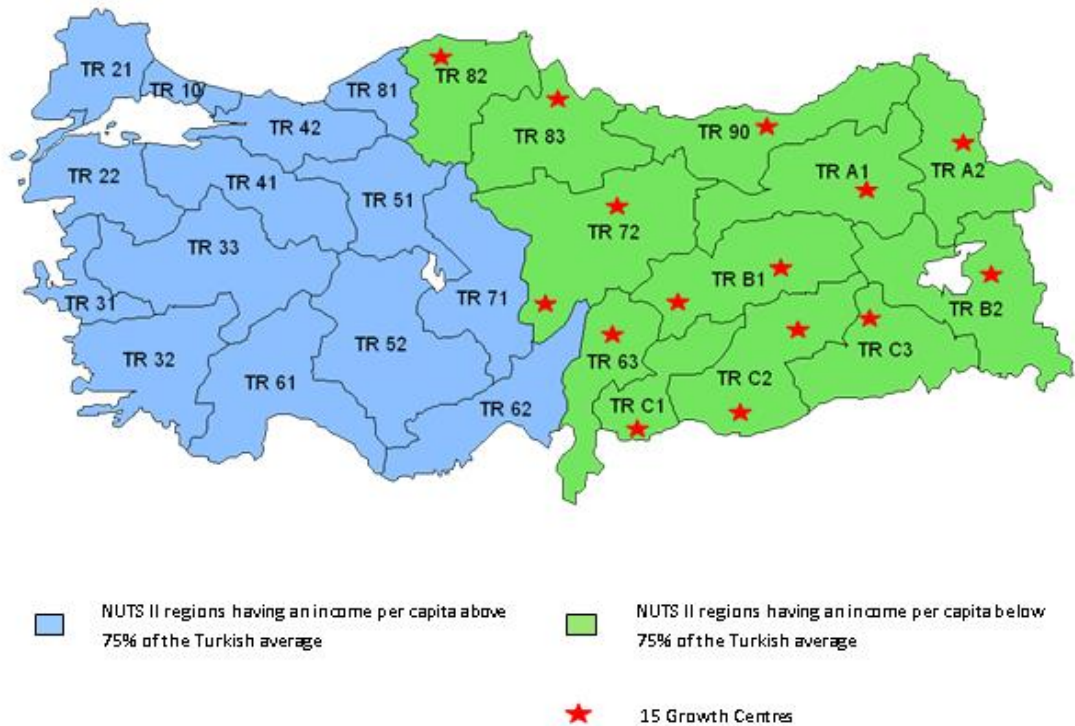 TR 21
TR 10
TR 81
TR 82
TR 42
TR 83
TR 90
TR 22
TR 41
TR 51
TR A1
TR A2
TR 33
TR 72
TR 31
TR 71
TR B1
TR B2
TR 32
TR 52
TR 63
TR C3
TR 61
TR C2
TR 62
TR C1
NUTS II regions having an income per capita above
75% of the Turkish average
NUTS II regions having an income per capita below
75% of the Turkish average
15 Growth Centres